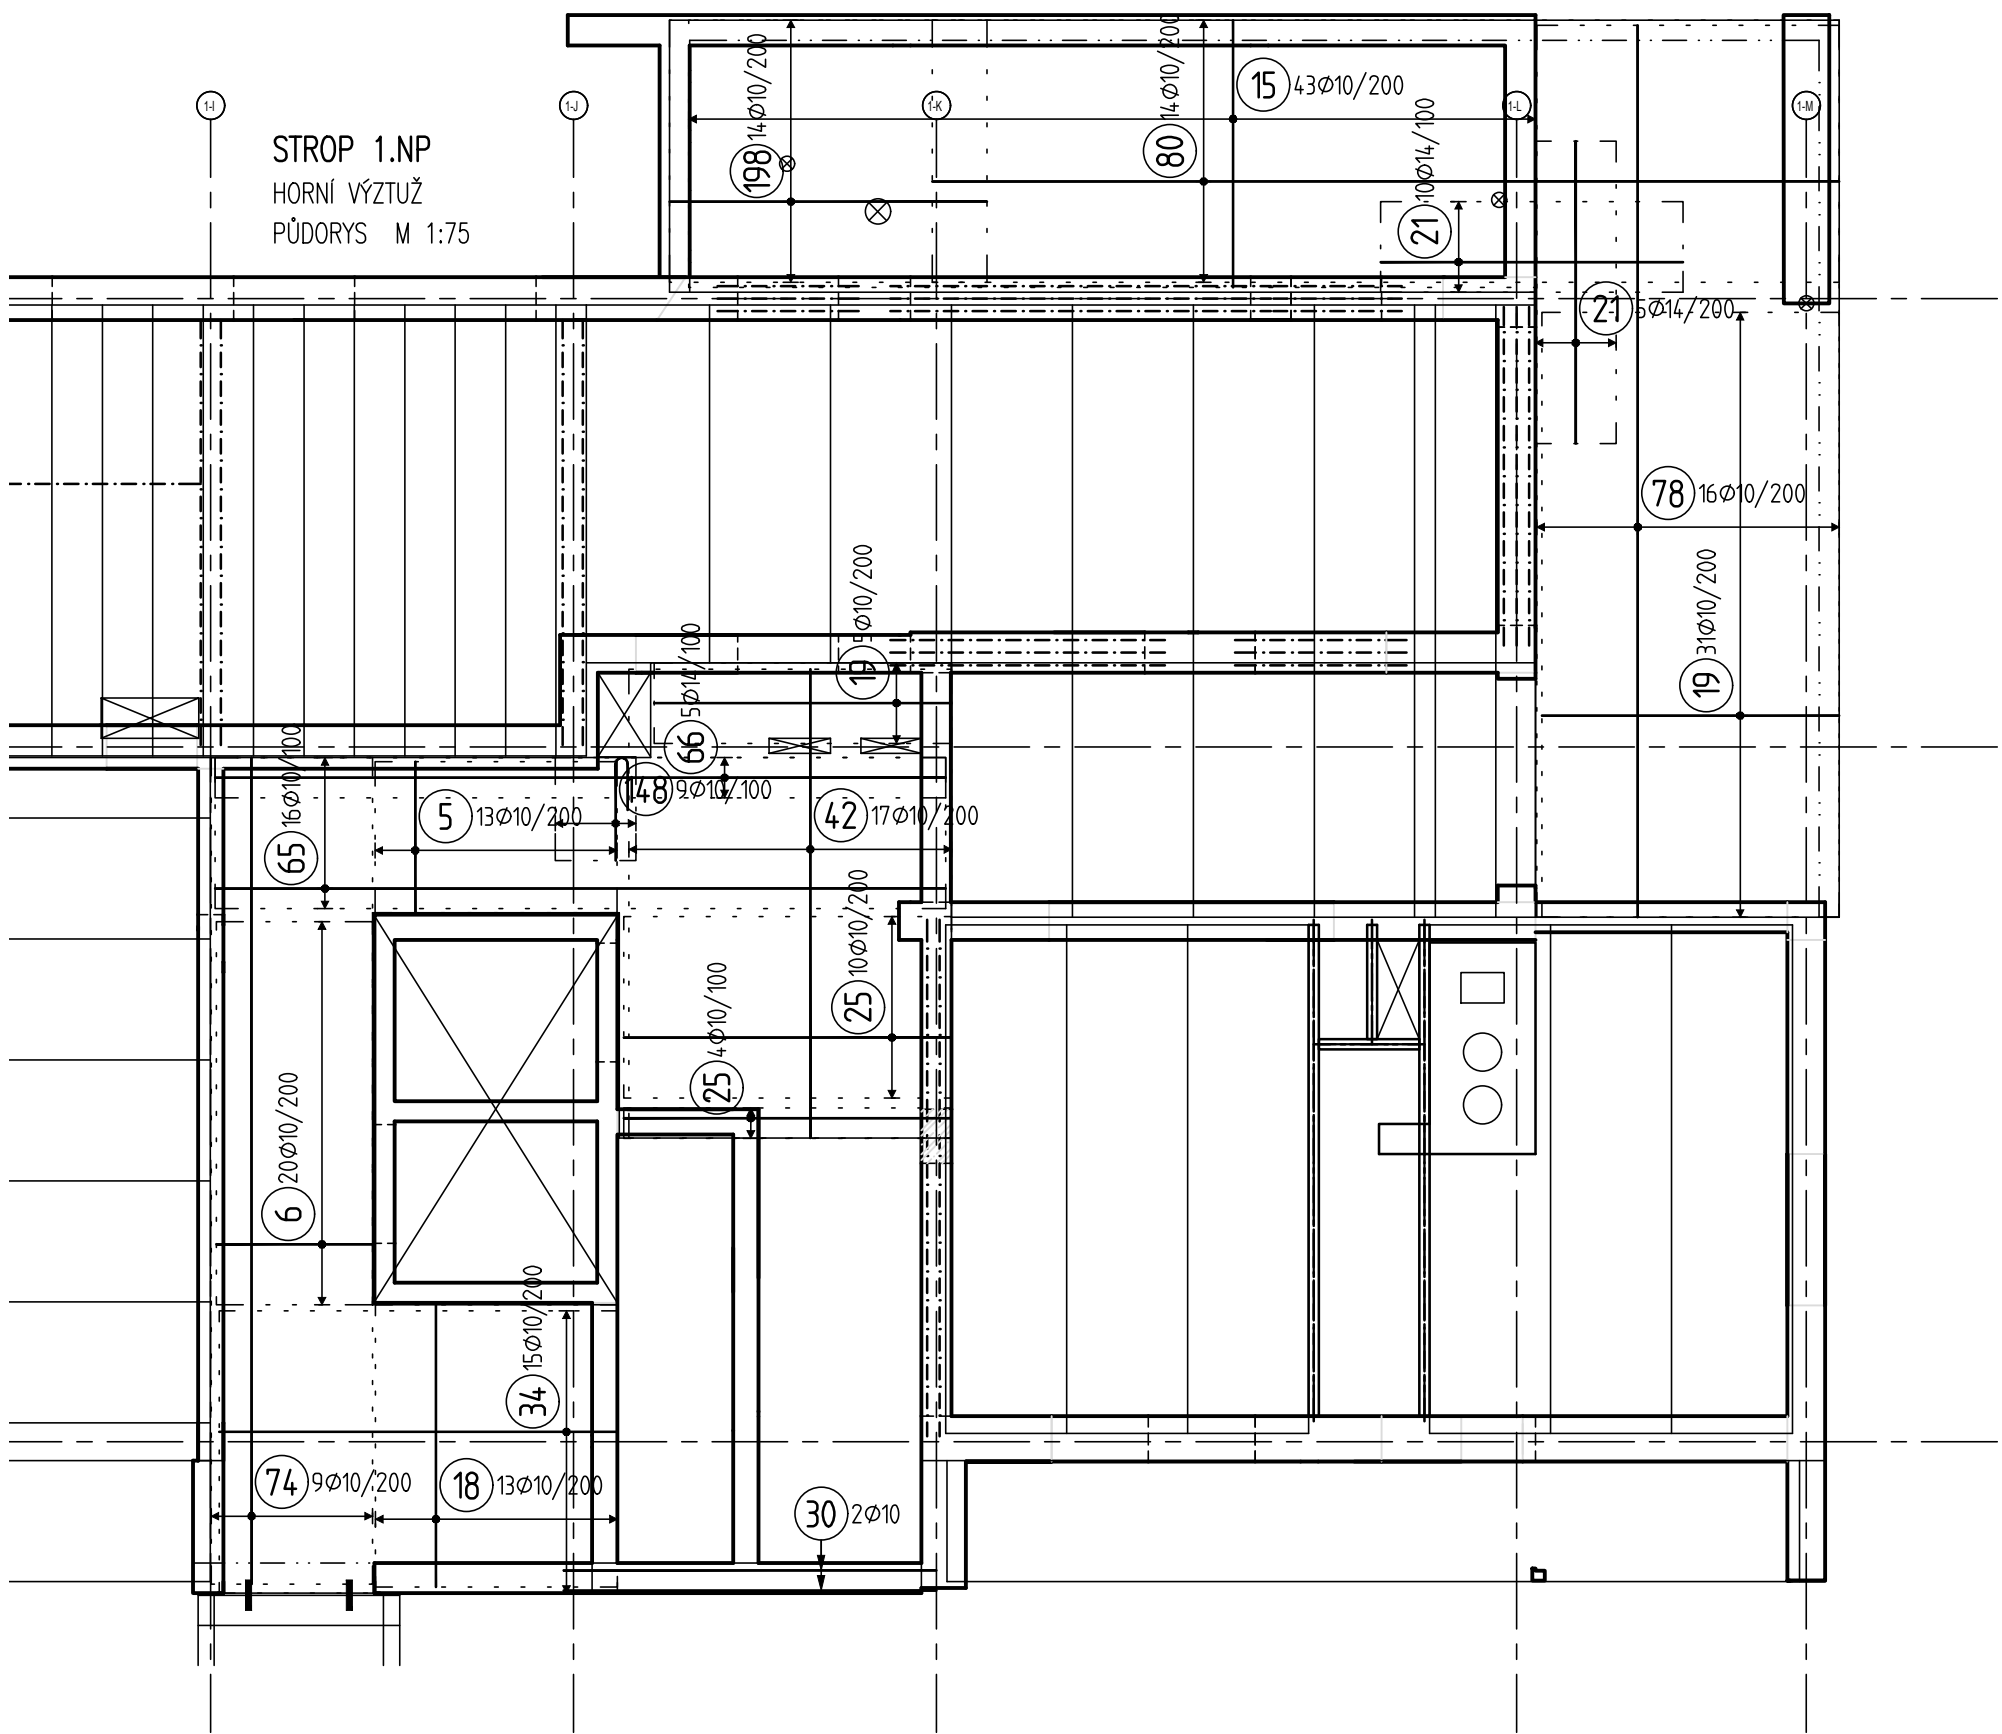 1-I
1-J
1-K
1-L
1-M
STROP 1.NP
HORNÍ VÝZTUŽ
PŮDORYS M 1:75
198 14Ø10/200
80 14Ø10/200
15 43Ø10/200
21 10Ø14/100
21 5Ø14/200
78 16Ø10/200
19 31Ø10/200
19 5Ø10/200
66 5Ø14/100
148 9Ø10/100
42 17Ø10/200
5 13Ø10/200
65 16Ø10/100
25 10Ø10/200
25 4Ø10/100
6 20Ø10/200
34 15Ø10/200
74 9Ø10/200
18 13Ø10/200
30 2Ø10